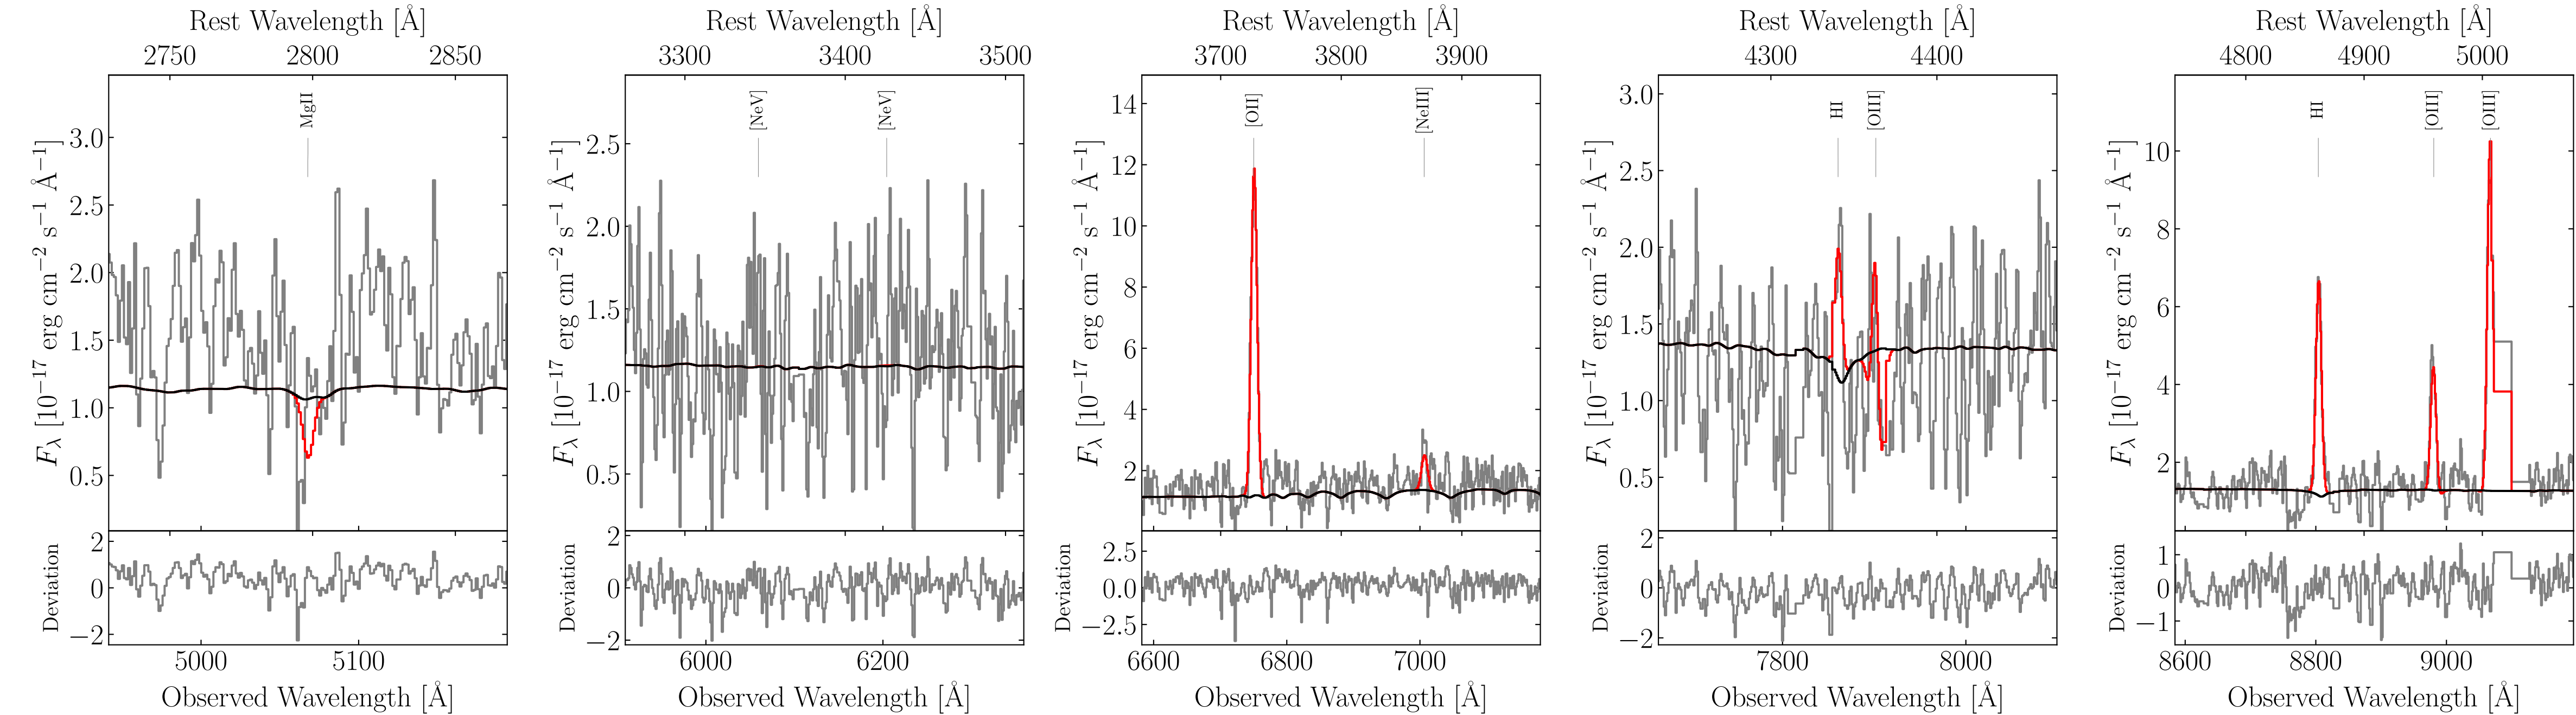 Rest Wavelength [Å]
2750 2800 2850
MgII
3.0
2.5
2.0
1.5
1.0
0.5
F_λ [10^−17 erg cm^−2 s^−1 Å^−1]
2
0
−2
Deviation
5000 5100
Observed Wavelength [Å]
Rest Wavelength [Å]
3300 3400 3500
[NeV] [NeV]
2.5
2.0
1.5
1.0
0.5
F_λ [10^−17 erg cm^−2 s^−1 Å^−1]
2
0
−2
Deviation
6000 6200
Observed Wavelength [Å]
Rest Wavelength [Å]
3700 3800 3900
[OII] [NeIII]
14
12
10
8
6
4
2
F_λ [10^−17 erg cm^−2 s^−1 Å^−1]
2.5
0.0
−2.5
Deviation
6600 6800 7000
Observed Wavelength [Å]
Rest Wavelength [Å]
4300 4400
HI [OIII]
3.0
2.5
2.0
1.5
1.0
0.5
F_λ [10^−17 erg cm^−2 s^−1 Å^−1]
2
0
−2
Deviation
7800 8000
Observed Wavelength [Å]
Rest Wavelength [Å]
4800 4900 5000
HI [OIII] [OIII]
10
8
6
4
2
F_λ [10^−17 erg cm^−2 s^−1 Å^−1]
1
0
−1
Deviation
8600 8800 9000
Observed Wavelength [Å]